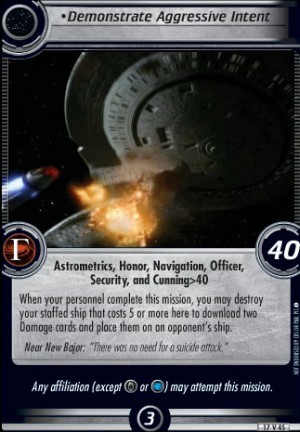 •Demonstrate Aggressive Intent
40
Astrometrics, Honor, Navigation, Officer,
Security, and Cunning>40
When your personnel complete this mission, you may destroy
your staffed ship that costs 5 or more here to download two
Damage cards and place them on an opponent's ship.
Near New Bajor: "There was no need for a suicide attack."
Any affiliation (except or ) may attempt this mission.
3
17 V 45